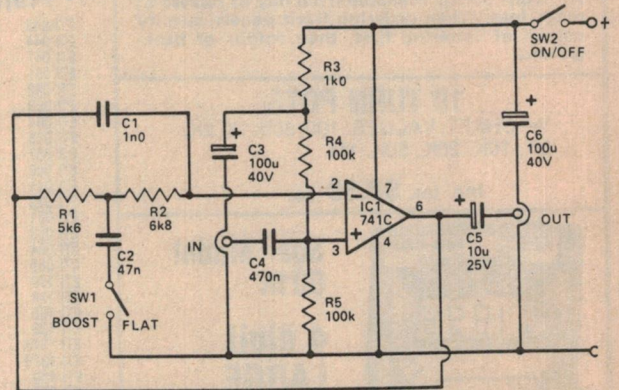 SW2
ON/OFF
+
R3
1k0
C1
1n0
+
C3
100u
40V
R4
100k
+
C6
100u
40V
R1
5k6
R2
6k8
2
7
−
IC1
741C
6
+
C5
10u
25V
OUT
IN
C4
470n
3
+
4
C2
47n
SW1
BOOST
FLAT
R5
100k